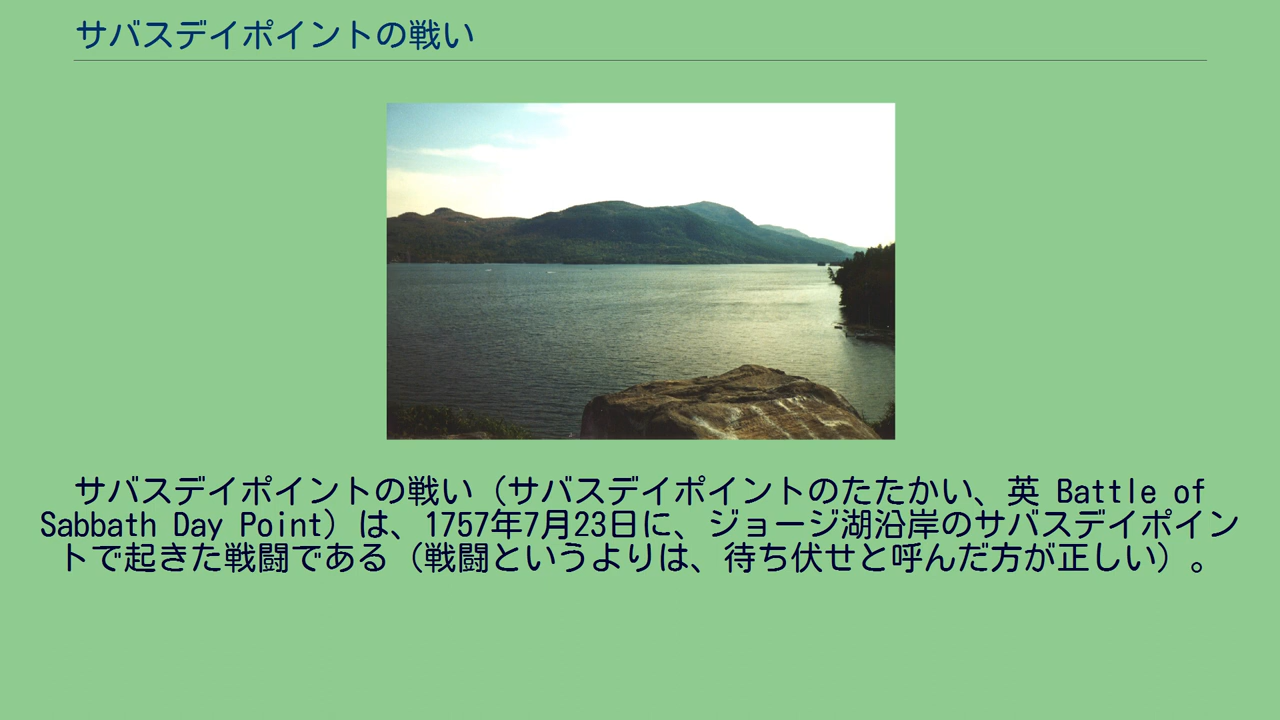 サバスデイポイントの戦い
サバスデイポイントの戦い（サバスデイポイントのたたかい、英 Battle of
Sabbath Day Point）は、1757年7月23日に、ジョージ湖沿岸のサバスデイポイン
トで起きた戦闘である（戦闘というよりは、待ち伏せと呼んだ方が正しい）。